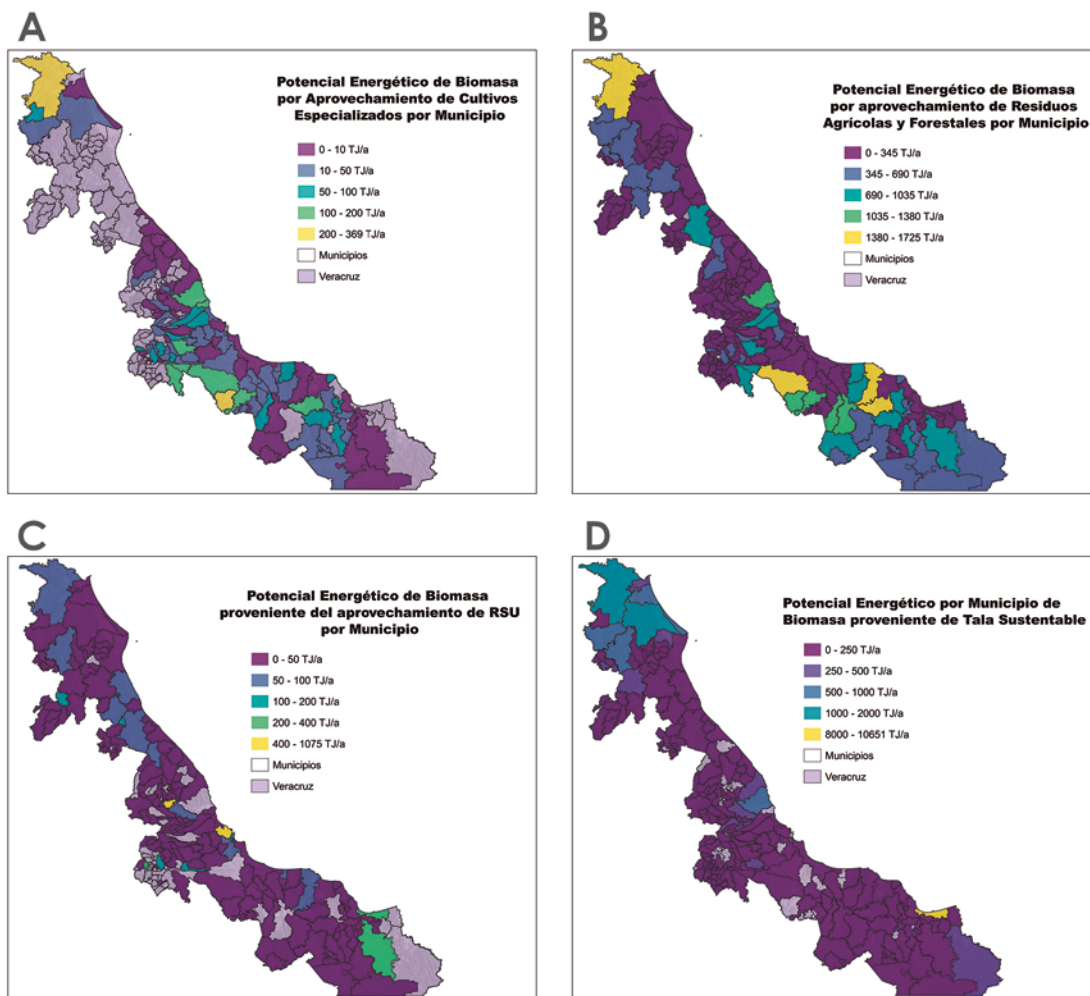 A
Potencial Energético de Biomasa
por Aprovechamiento de Cultivos
Especializados por Municipio
0 - 10 TJ/a
10 - 50 TJ/a
50 - 100 TJ/a
100 - 200 TJ/a
200 - 369 TJ/a
Municipios
Veracruz
B
Potencial Energético de Biomasa
por aprovechamiento de Residuos
Agrícolas y Forestales por Municipio
0 - 345 TJ/a
345 - 690 TJ/a
690 - 1035 TJ/a
1035 - 1380 TJ/a
1380 - 1725 TJ/a
Municipios
Veracruz
C
Potencial Energético de Biomasa
proveniente del aprovechamiento de RSU
por Municipio
0 - 50 TJ/a
50 - 100 TJ/a
100 - 200 TJ/a
200 - 400 TJ/a
400 - 1075 TJ/a
Municipios
Veracruz
D
Potencial Energético por Municipio de
Biomasa proveniente de Tala Sustentable
0 - 250 TJ/a
250 - 500 TJ/a
500 - 1000 TJ/a
1000 - 2000 TJ/a
8000 - 10651 TJ/a
Municipios
Veracruz